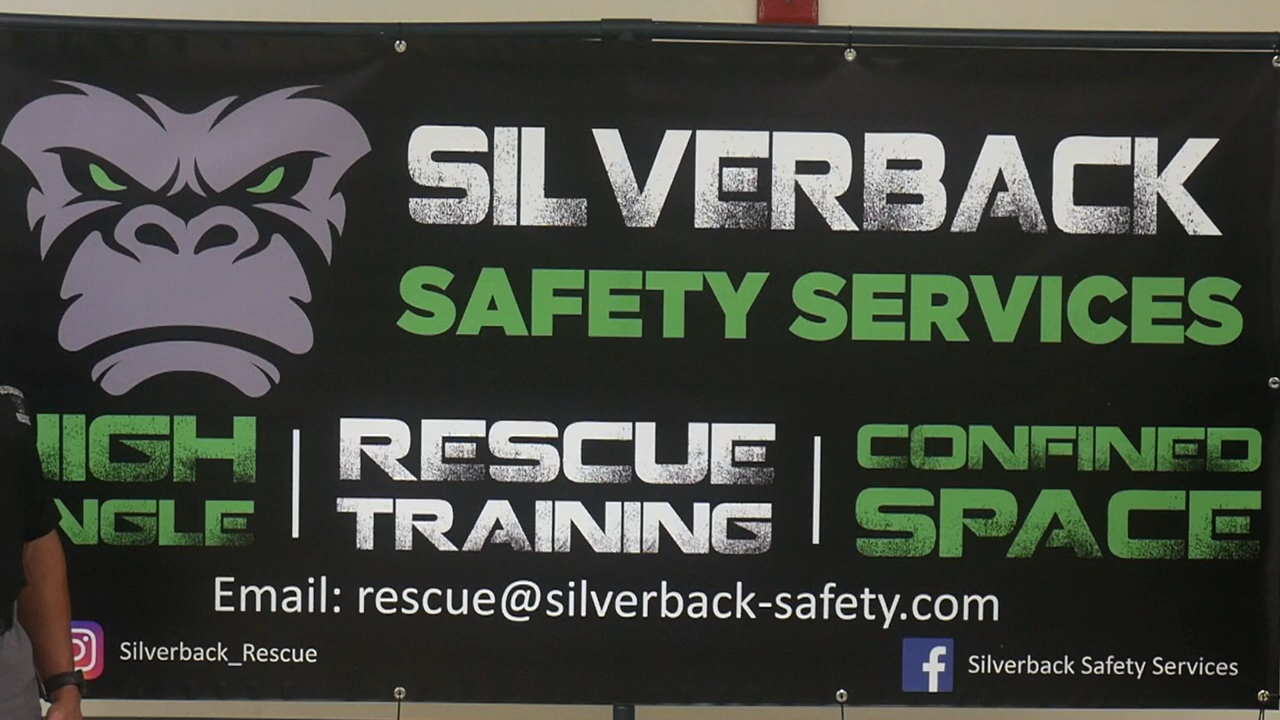 SILVERBACK
SAFETY SERVICES
HIGH ANGLE | RESCUE TRAINING | CONFINED SPACE
Email: rescue@silverback-safety.com
Silverback_Rescue
Silverback Safety Services